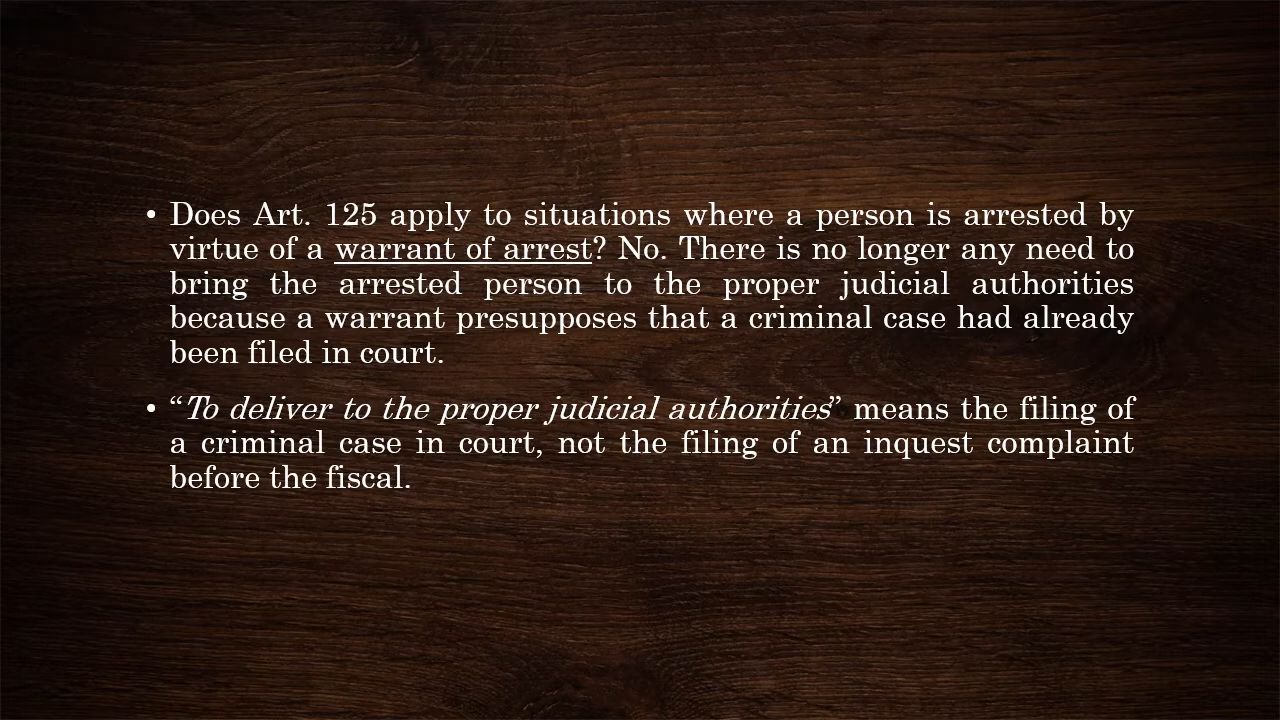 • Does Art. 125 apply to situations where a person is arrested by
virtue of a warrant of arrest? No. There is no longer any need to
bring the arrested person to the proper judicial authorities
because a warrant presupposes that a criminal case had already
been filed in court.
• “To deliver to the proper judicial authorities” means the filing of
a criminal case in court, not the filing of an inquest complaint
before the fiscal.